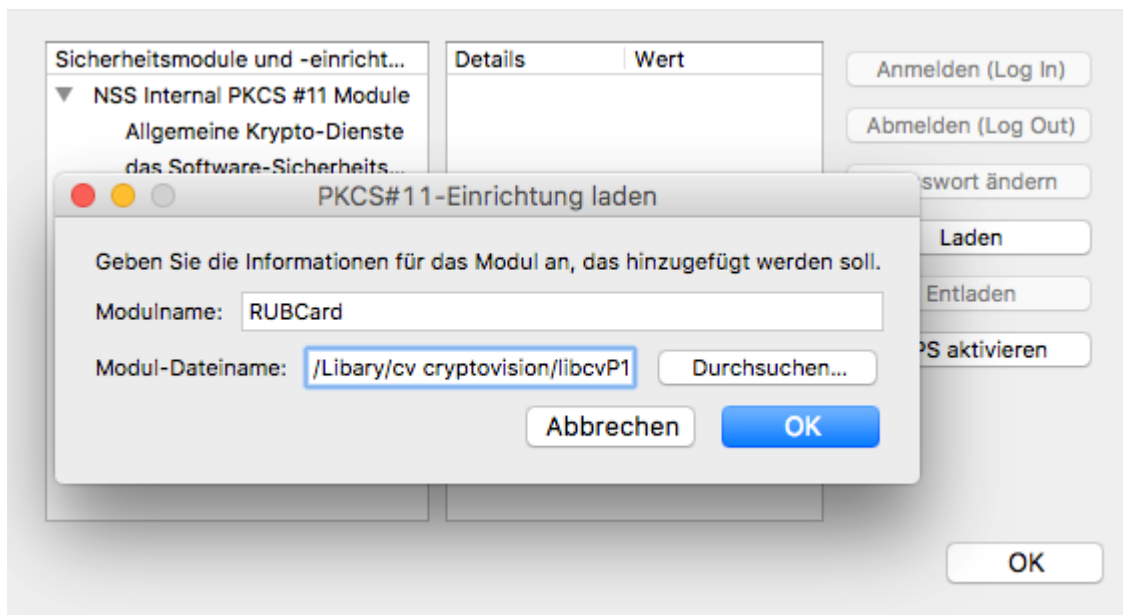 Sicherheitsmodule und -einricht...
Details Wert
Anmelden (Log In)
NSS Internal PKCS #11 Module
Allgemeine Krypto-Dienste
Abmelden (Log Out)
das Software-Sicherheits...
swort ändern
PKCS#11-Einrichtung laden
Laden
Geben Sie die Informationen für das Modul an, das hinzugefügt werden soll.
Entladen
Modulname: RUBCard
PS aktivieren
Modul-Dateiname: /Libary/cv cryptovision/libcvP1 Durchsuchen...
Abbrechen OK
OK